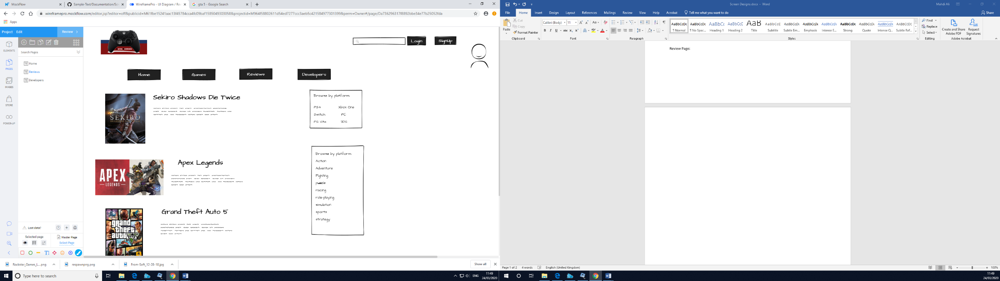 MockFlow
Sample-Text/Documentation/Scr
WireframePro - UI Diagram / Re
gta 5 - Google Search
wireframepro.mockflow.com/editor.jsp?editor=off&publicid=M61fbe15241aac13f45784cca4fc09baf1585049303058&projectid=M964f58802611d54ed7277ccc3aeb5c421584977301399&perm=Owner#/page/Da736296317f8892bbe34e77b25052fda
Apps
Project Edit Review
ELEMENTS
PAGES
IMAGES
STORE
POWER-UP
Search Pages
Home
Reviews
Developers
Lost data?
Selected page
Master Page
Select Page
Login
SignUp
Home
Games
Reviews
Developers
SEKIRO
Sekiro Shadows Die Twice
Browse by platform
PS4 Xbox One
Switch PC
PS Vita 3DS
APEX
LEGENDS
Apex Legends
Browse by platform
Action
Adventure
Fighting
puzzle
racing
role-playing
simulation
sports
strategy
grand
theft
auto
FIVE
Grand Theft Auto 5
Rockstar_Games_L....png
respawnpng.png
From-Soft_12-28-18.jpg
Show all
Type here to search
ENG
11:49
24/03/2020
Screen Designs.docx - Word
Mahdi Ali
File Home Insert Design Layout References Mailings Review View Help Acrobat Tell me what you want to do
Share
Paste
Cut
Copy
Format Painter
Clipboard
Calibri (Body) 11
Font
Paragraph
AaBbCcDc AaBbCcDc AaBbCc AaBbCcE AaB AaBbCcE AaBbCcDc AaBbCcDc AaBbCcDc AaBbCcDc AaBbCcDc AaBbCcDc AABBCCDC
¶ Normal ¶ No Spac... Heading 1 Heading 2 Title Subtitle Subtle Em... Emphasis Intense E... Strong Quote Intense Q... Subtle Ref...
Styles
Find
Replace
Select
Editing
Create and Share
Adobe PDF
Request
Signatures
Adobe Acrobat
Review Page:
Page 1 of 2 4 words English (United Kingdom)
100%
11:49
24/03/2020